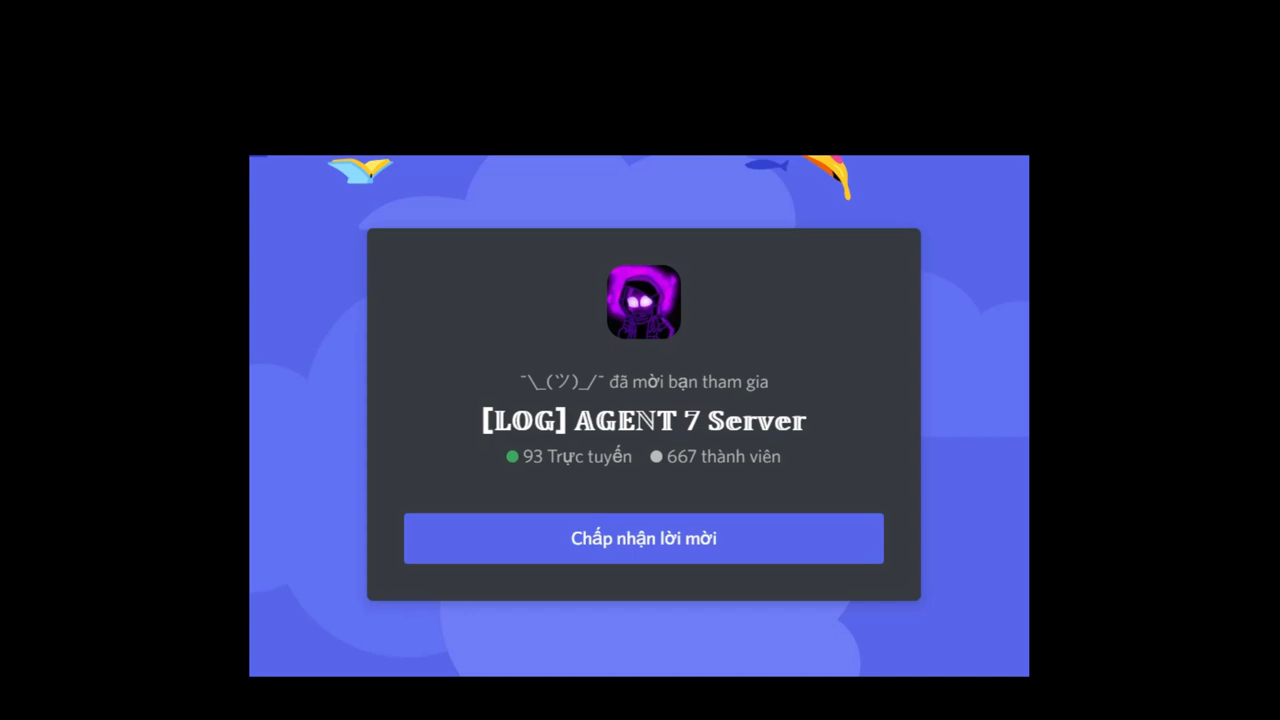 ¯\_(ツ)_/¯ đã mời bạn tham gia
[LOG] AGENT 7 Server
93 Trực tuyến 667 thành viên
Chấp nhận lời mời